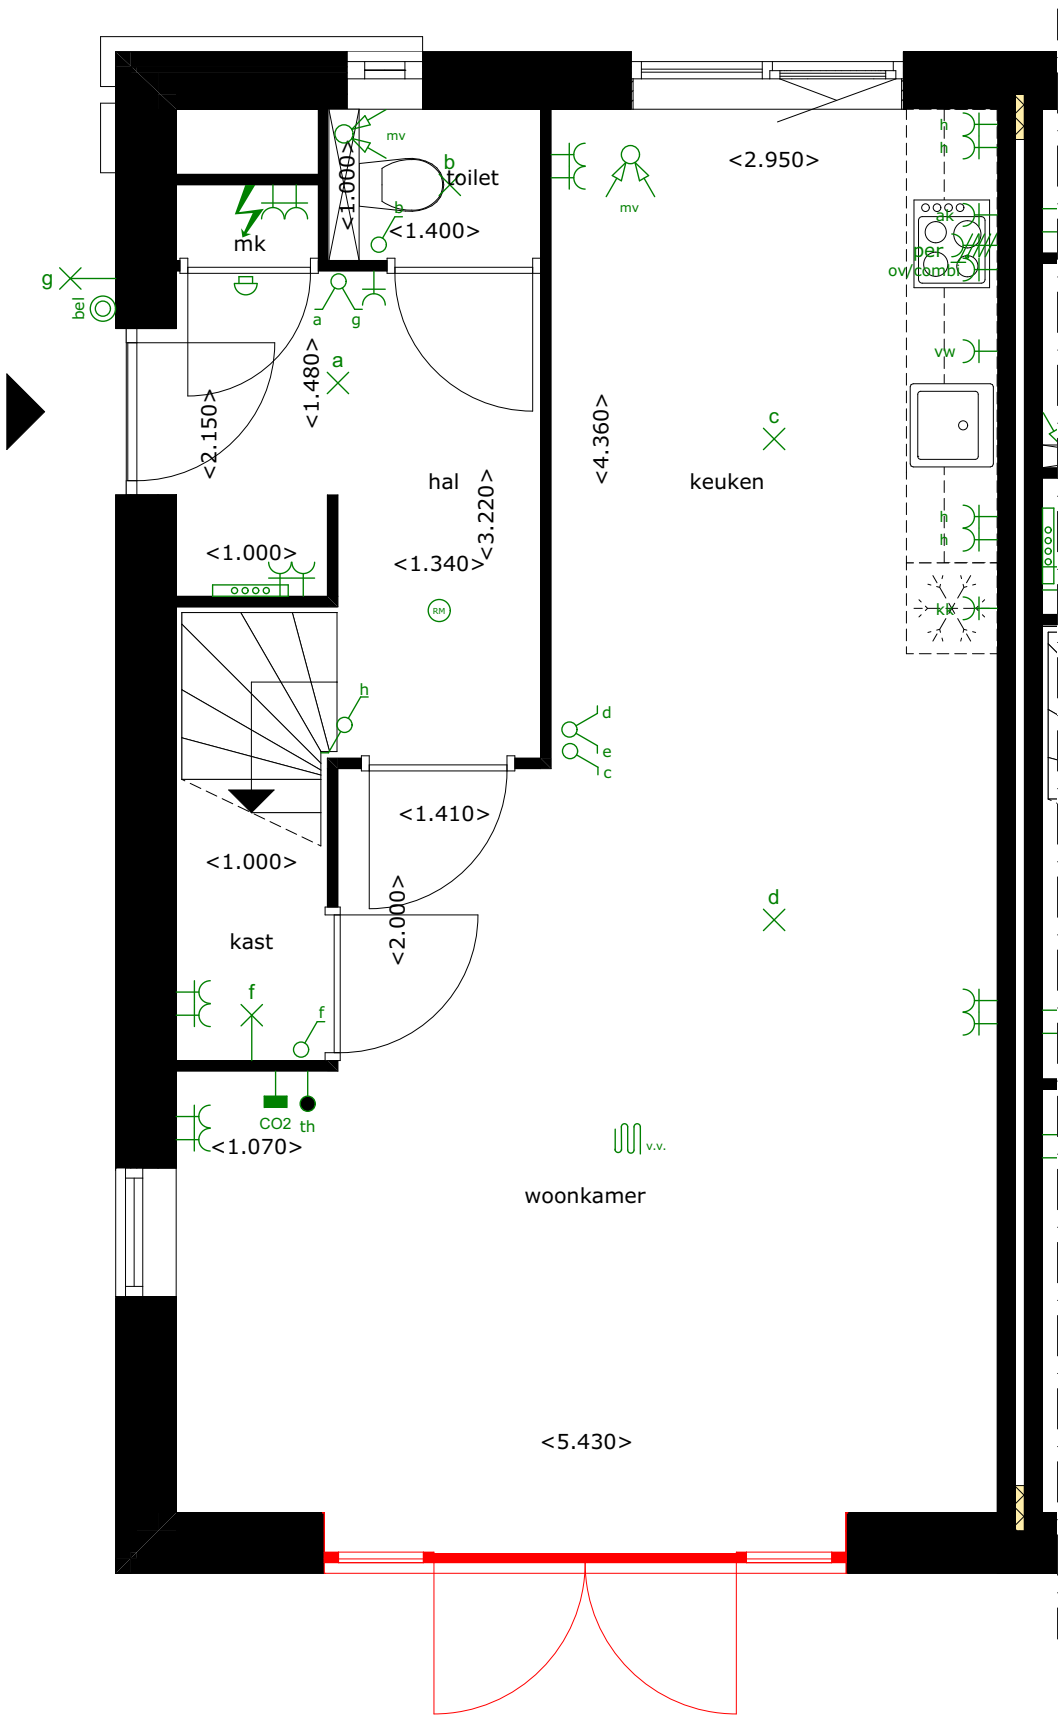 h
mv
h
<2.950>
b
toilet
<1.000>
b
mv
ak
<1.400>
mk
per
ov/combi
g
bel
a
g
vw
a
<1.480>
c
<2.150>
<4.360>
hal
keuken
<3.220>
h
h
<1.000>
<1.340>
RM
kk
h
d
e
c
<1.410>
<1.000>
d
<2.000>
kast
f
f
CO2
th
<1.070>
v.v.
woonkamer
<5.430>